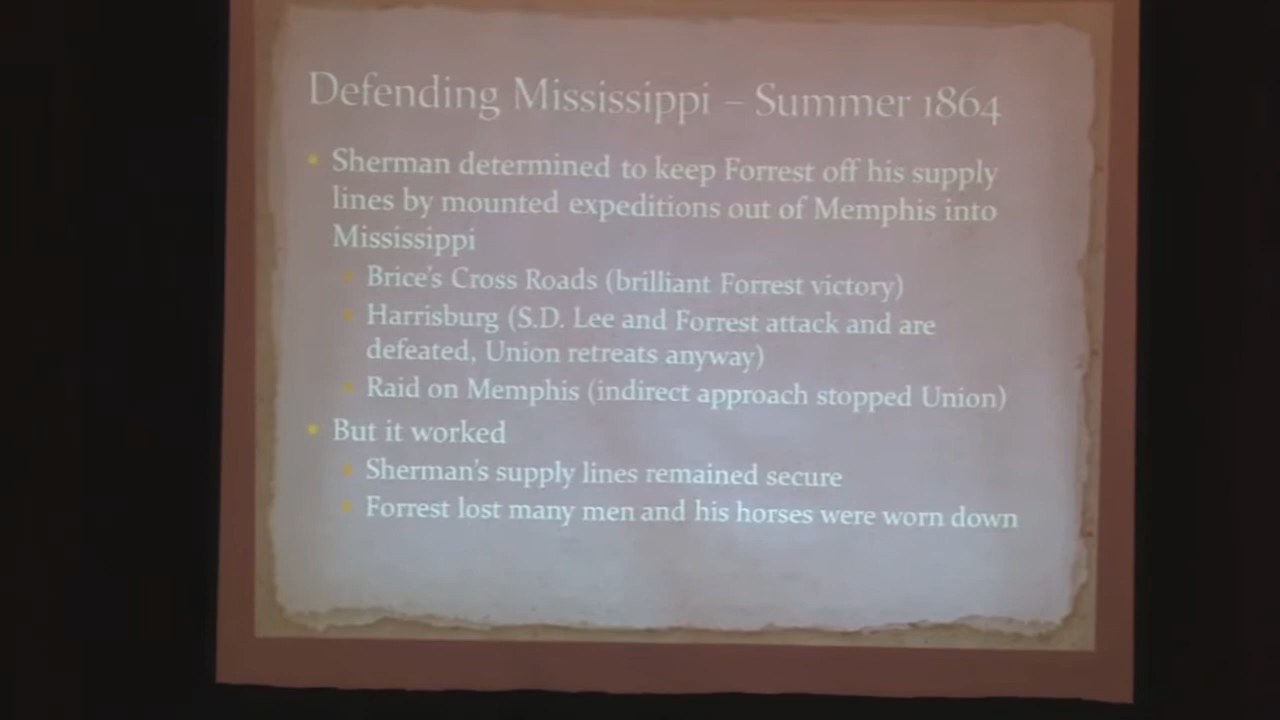 Defending Mississippi – Summer 1864
Sherman determined to keep Forrest off his supply
lines by mounted expeditions out of Memphis into
Mississippi
Brice's Cross Roads (brilliant Forrest victory)
Harrisburg (S.D. Lee and Forrest attack and are
defeated, Union retreats anyway)
Raid on Memphis (indirect approach stopped Union)
But it worked
Sherman's supply lines remained secure
Forrest lost many men and his horses were worn down